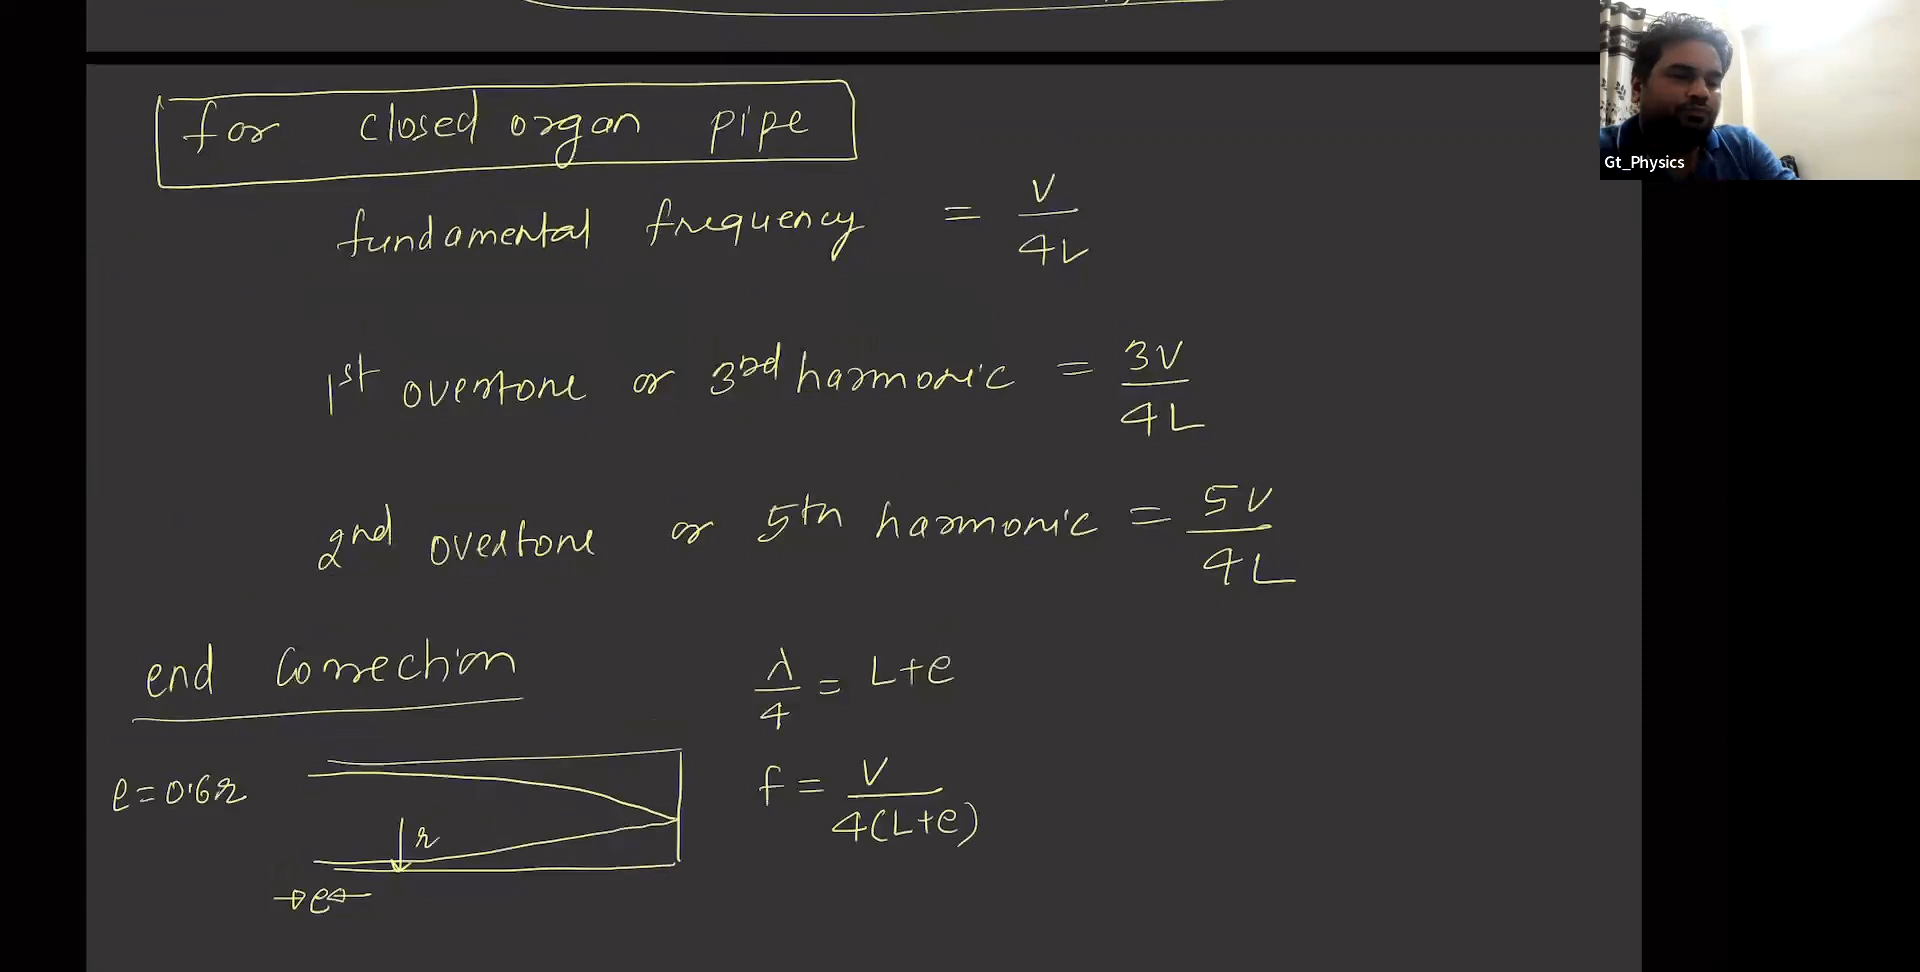 for closed organ pipe
Gt_Physics
fundamental frequency = V/4L
1st overtone or 3rd harmonic = 3V/4L
2nd overtone or 5th harmonic = 5V/4L
end correction
λ/4 = L+e
e=0.6r
f = V/4(L+e)
r
e